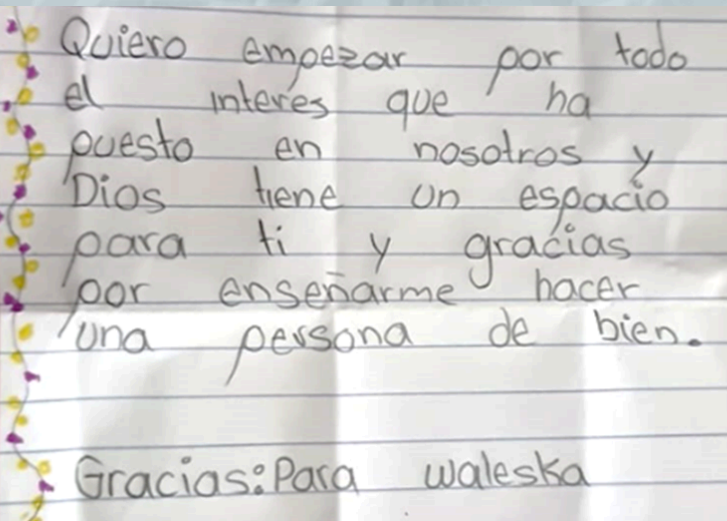 Quiero empezar por todo
el interés que ha
puesto en nosotros y
Dios tiene un espacio
para ti y gracias
por enseñarme hacer
una persona de bien.
Gracias: Para waleska